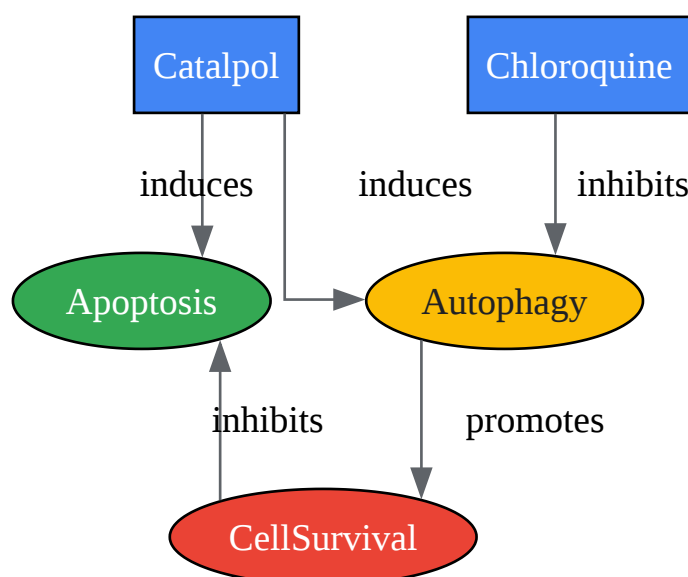 Catalpol
Chloroquine
induces
induces
inhibits
Apoptosis
Autophagy
inhibits
promotes
CellSurvival